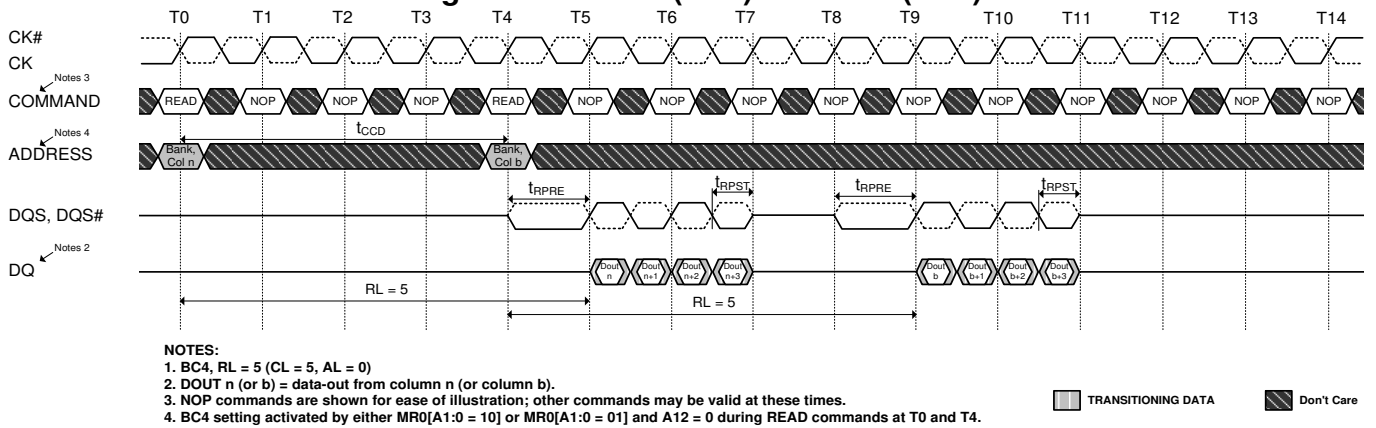 T0 T1 T2 T3 T4 T5 T6 T7 T8 T9 T10 T11 T12 T13 T14
CK#
CK
Notes 3
COMMAND READ NOP NOP NOP READ NOP NOP NOP NOP NOP NOP NOP NOP NOP NOP
tCCD
Notes 4
ADDRESS
Bank, Col n
Bank, Col b
tRPRE tRPST tRPRE tRPST
DQS, DQS#
Notes 2
DQ
Dout n
Dout n+1
Dout n+2
Dout n+3
Dout b
Dout b+1
Dout b+2
Dout b+3
RL = 5
RL = 5
NOTES:
1. BC4, RL = 5 (CL = 5, AL = 0)
2. DOUT n (or b) = data-out from column n (or column b).
3. NOP commands are shown for ease of illustration; other commands may be valid at these times.
4. BC4 setting activated by either MR0[A1:0 = 10] or MR0[A1:0 = 01] and A12 = 0 during READ commands at T0 and T4.
TRANSITIONING DATA
Don't Care